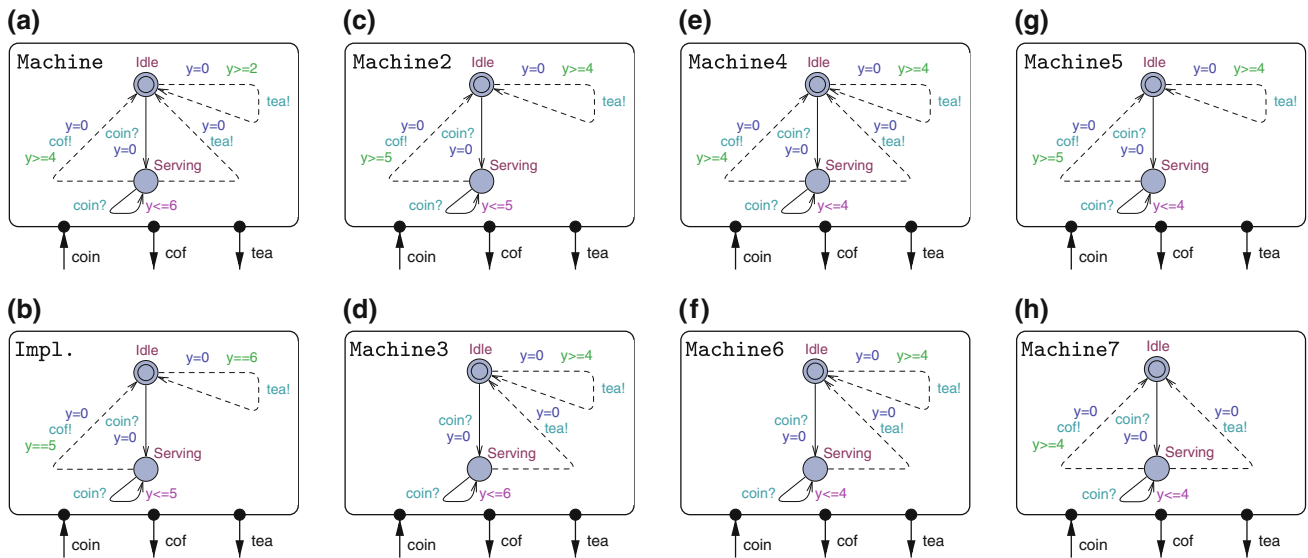 (a)
Machine
Idle
y=0 y>=2
tea!
y=0
cof!
y>=4
coin?
y=0
y=0
tea!
Serving
coin?
y<=6
coin
cof
tea
(c)
Machine2
Idle
y=0 y>=4
tea!
y=0
cof!
y>=5
coin?
y=0
Serving
coin?
y<=5
coin
cof
tea
(e)
Machine4
Idle
y=0 y>=4
tea!
y=0
cof!
y>=4
coin?
y=0
y=0
tea!
Serving
coin?
y<=4
coin
cof
tea
(g)
Machine5
Idle
y=0 y>=4
tea!
y=0
cof!
y>=5
coin?
y=0
Serving
coin?
y<=4
coin
cof
tea
(b)
Impl.
Idle
y=0 y==6
tea!
y=0
cof!
y==5
coin?
y=0
Serving
coin?
y<=5
coin
cof
tea
(d)
Machine3
Idle
y=0 y>=4
tea!
coin?
y=0
y=0
tea!
Serving
coin?
y<=6
coin
cof
tea
(f)
Machine6
Idle
y=0 y>=4
tea!
coin?
y=0
y=0
tea!
Serving
coin?
y<=4
coin
cof
tea
(h)
Machine7
Idle
y=0
cof!
y>=4
coin?
y=0
y=0
tea!
Serving
coin?
y<=4
coin
cof
tea